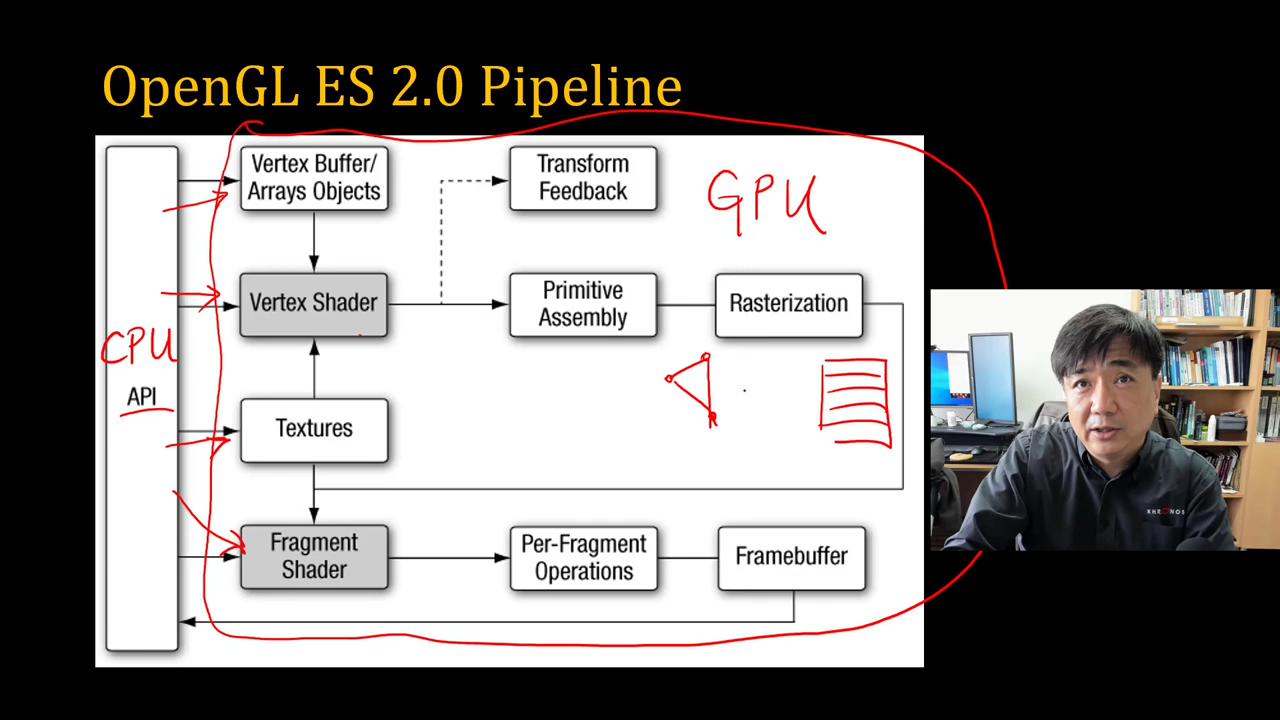 OpenGL ES 2.0 Pipeline
Vertex Buffer/
Arrays Objects
Transform
Feedback
GPU
Vertex Shader
Primitive
Assembly
Rasterization
CPU
API
Textures
Fragment
Shader
Per-Fragment
Operations
Framebuffer
KHRONOS